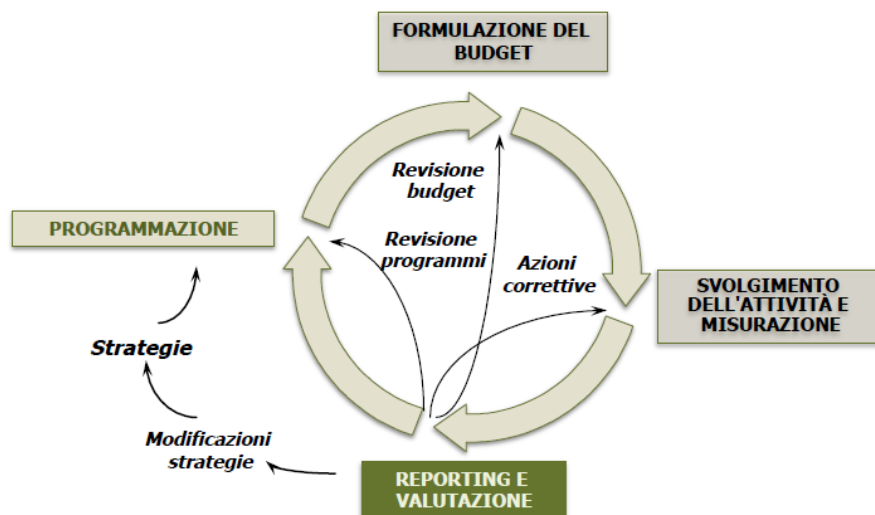 FORMULAZIONE DEL
BUDGET
Revisione
budget
PROGRAMMAZIONE
Revisione
programmi
Azioni
correttive
SVOLGIMENTO
DELL'ATTIVITÀ E
MISURAZIONE
Strategie
Modificazioni
strategie
REPORTING E
VALUTAZIONE